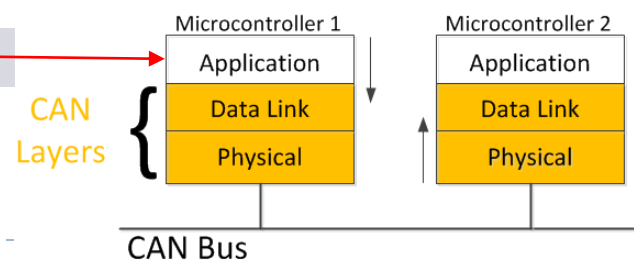 Microcontroller 1
Microcontroller 2
Application
Application
CAN
Layers
Data Link
Data Link
Physical
Physical
CAN Bus